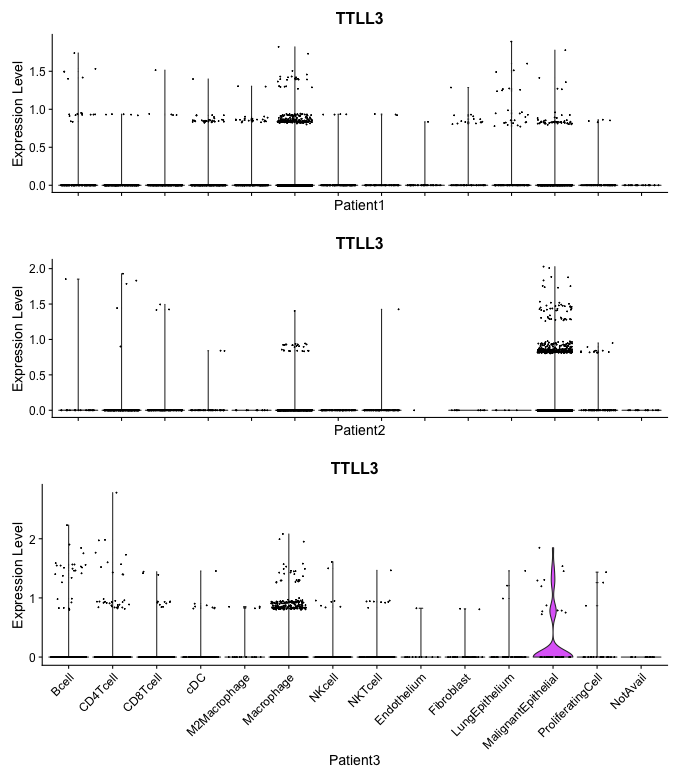 TTLL3
Expression Level
1.5
1.0
0.5
0.0
Patient1
TTLL3
Expression Level
2.0
1.5
1.0
0.5
0.0
Patient2
TTLL3
Expression Level
2
1
0
Bcell
CD4Tcell
CD8Tcell
cDC
M2Macrophage
Macrophage
NKcell
NKTcell
Endothelium
Fibroblast
LungEpithelium
MalignantEpithelial
ProliferatingCell
NotAvail
Patient3